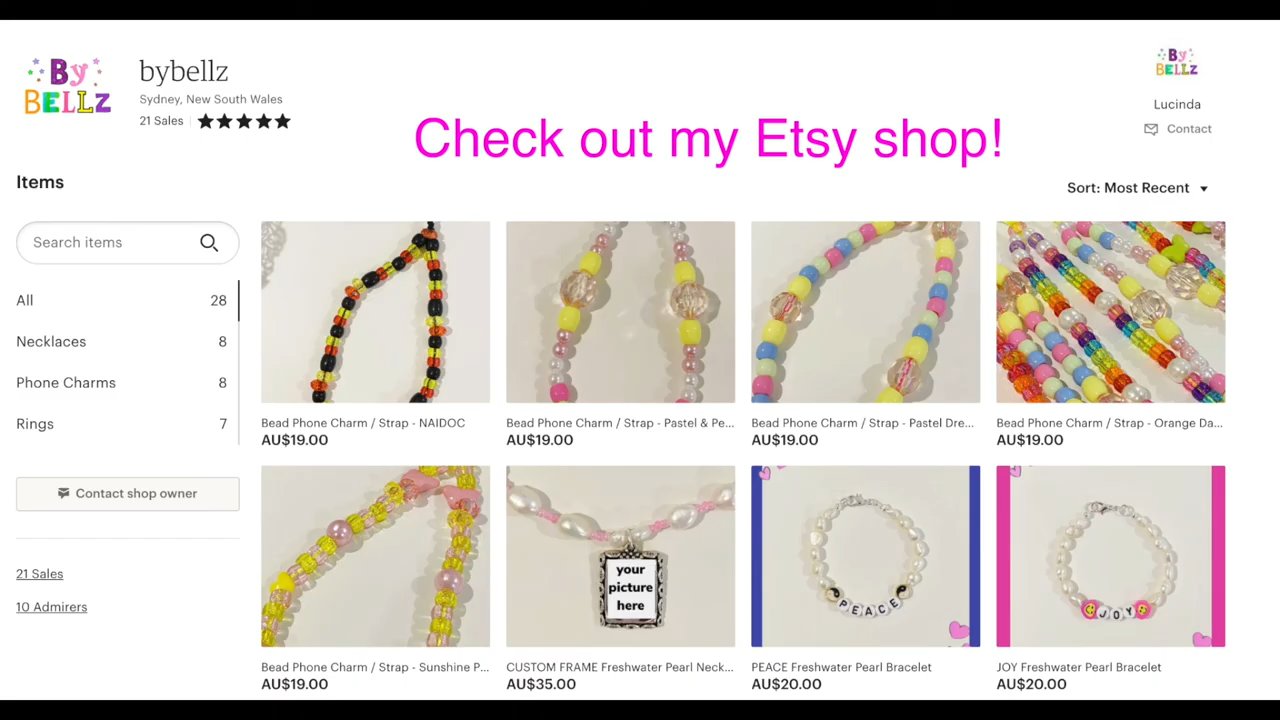 By
BELLZ
bybellz
Sydney, New South Wales
21 Sales
Check out my Etsy shop!
By
BELLZ
Lucinda
Contact
Items
Sort: Most Recent
Search items
All 28
Necklaces 8
Phone Charms 8
Rings 7
Contact shop owner
21 Sales
10 Admirers
Bead Phone Charm / Strap - NAIDOC
AU$19.00
Bead Phone Charm / Strap - Pastel & Pe...
AU$19.00
Bead Phone Charm / Strap - Pastel Dre...
AU$19.00
Bead Phone Charm / Strap - Orange Da...
AU$19.00
your
picture
here
PEACE
JOY
Bead Phone Charm / Strap - Sunshine P...
AU$19.00
CUSTOM FRAME Freshwater Pearl Neck...
AU$35.00
PEACE Freshwater Pearl Bracelet
AU$20.00
JOY Freshwater Pearl Bracelet
AU$20.00